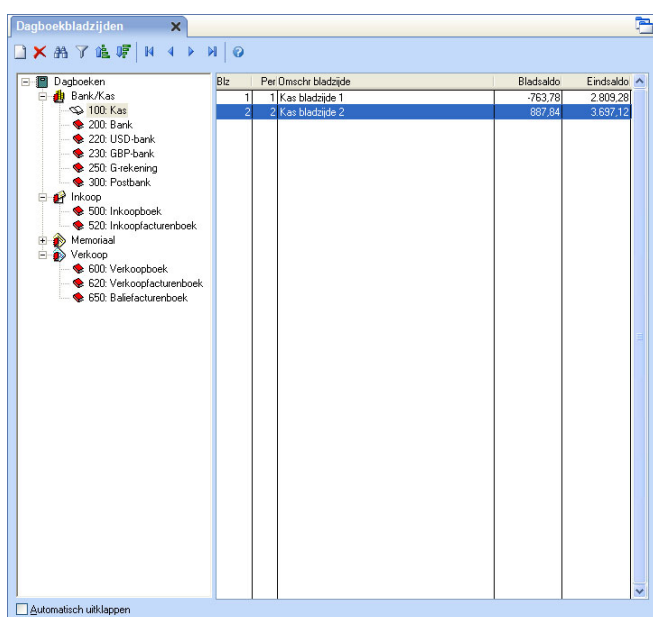 Dagboekbladzijden
Dagboeken
Bank/Kas
100: Kas
200: Bank
220: USD-bank
230: GBP-bank
250: G-rekening
300: Postbank
Inkoop
500: Inkoopboek
520: Inkoopfacturenboek
Memoriaal
Verkoop
600: Verkoopboek
620: Verkoopfacturenboek
650: Baliefacturenboek
Blz Per Omschr bladzijde Bladsaldo Eindsaldo
1 1 Kas bladzijde 1 -763,78 2.809,28
2 2 Kas bladzijde 2 887,84 3.697,12
Automatisch uitklappen